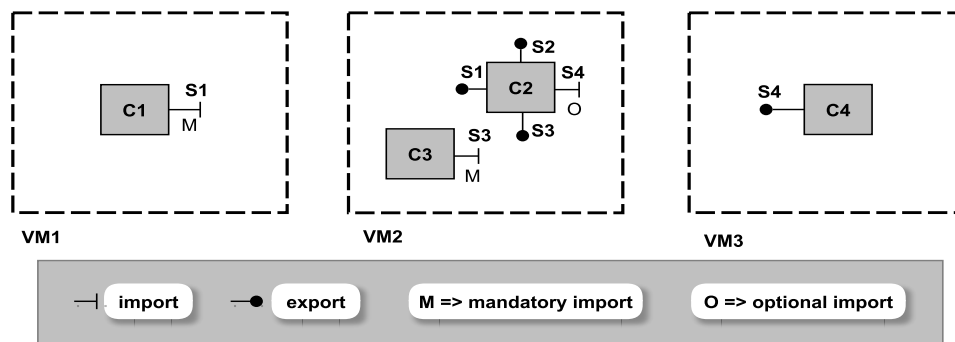 S1
C1
M
S2
S1
C2
S4
O
S3
C3
S3
M
S4
C4
VM1
VM2
VM3
import
export
M => mandatory import
O => optional import